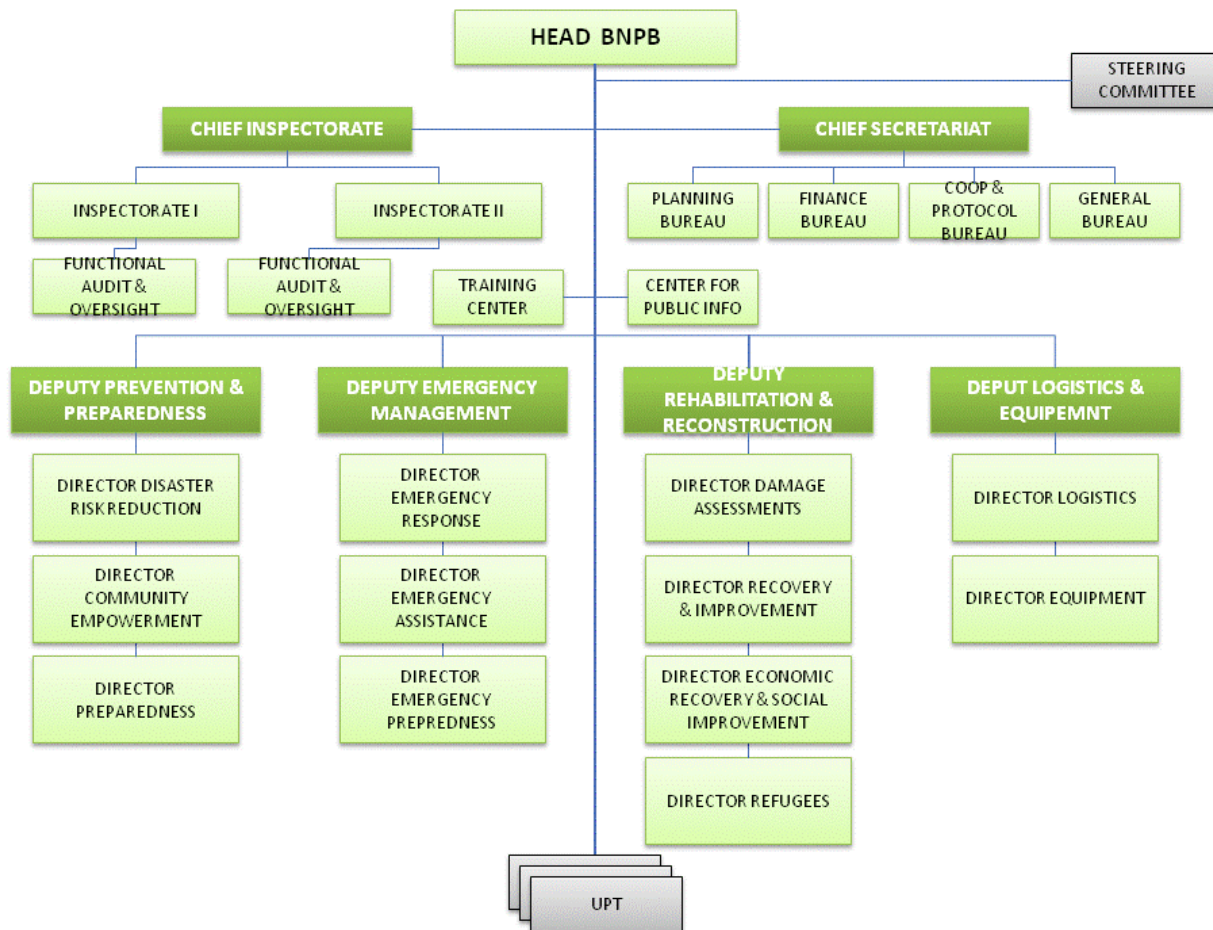 HEAD BNPB
STEERING
COMMITTEE
CHIEF INSPECTORATE
CHIEF SECRETARIAT
INSPECTORATE I
INSPECTORATE II
PLANNING
BUREAU
FINANCE
BUREAU
COOP &
PROTOCOL
BUREAU
GENERAL
BUREAU
FUNCTIONAL
AUDIT &
OVERSIGHT
FUNCTIONAL
AUDIT &
OVERSIGHT
TRAINING
CENTER
CENTER FOR
PUBLIC INFO
DEPUTY PREVENTION &
PREPAREDNESS
DEPUTY EMERGENCY
MANAGEMENT
DEPUTY
REHABILITATION &
RECONSTRUCTION
DEPUT LOGISTICS &
EQUIPEMNT
DIRECTOR DISASTER
RISK REDUCTION
DIRECTOR
EMERGENCY
RESPONSE
DIRECTOR DAMAGE
ASSESSMENTS
DIRECTOR LOGISTICS
DIRECTOR
COMMUNITY
EMPOWERMENT
DIRECTOR
EMERGENCY
ASSISTANCE
DIRECTOR RECOVERY
& IMPROVEMENT
DIRECTOR EQUIPMENT
DIRECTOR
PREPAREDNESS
DIRECTOR
EMERGENCY
PREPREDNESS
DIRECTOR ECONOMIC
RECOVERY & SOCIAL
IMPROVEMENT
DIRECTOR REFUGEES
UPT